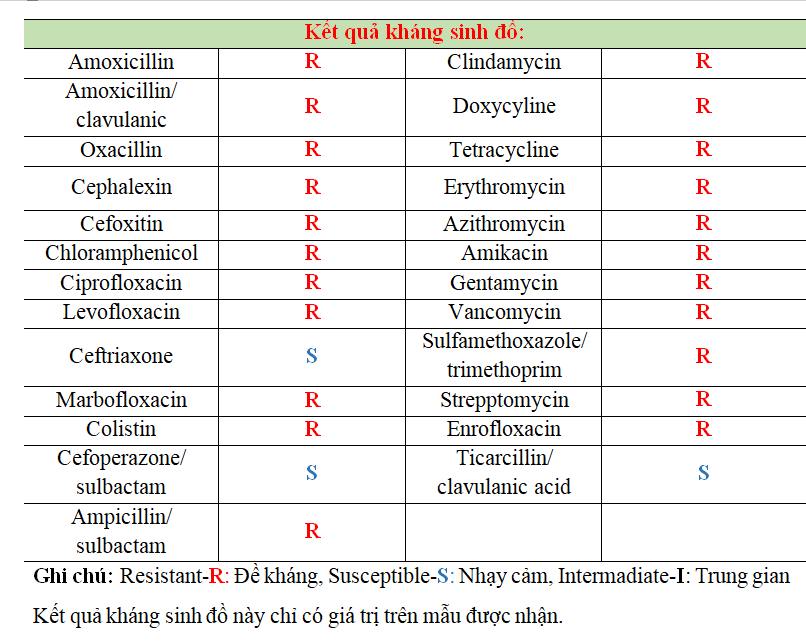 Kết quả kháng sinh đồ:
Amoxicillin R Clindamycin R
Amoxicillin/
clavulanic R Doxycyline R
Oxacillin R Tetracycline R
Cephalexin R Erythromycin R
Cefoxitin R Azithromycin R
Chloramphenicol R Amikacin R
Ciprofloxacin R Gentamycin R
Levofloxacin R Vancomycin R
Ceftriaxone S Sulfamethoxazole/
trimethoprim R
Marbofloxacin R Strepptomycin R
Colistin R Enrofloxacin R
Cefoperazone/
sulbactam S Ticarcillin/
clavulanic acid S
Ampicillin/
sulbactam R
Ghi chú: Resistant-R: Đề kháng, Susceptible-S: Nhạy cảm, Intermadiate-I: Trung gian
Kết quả kháng sinh đồ này chỉ có giá trị trên mẫu được nhận.